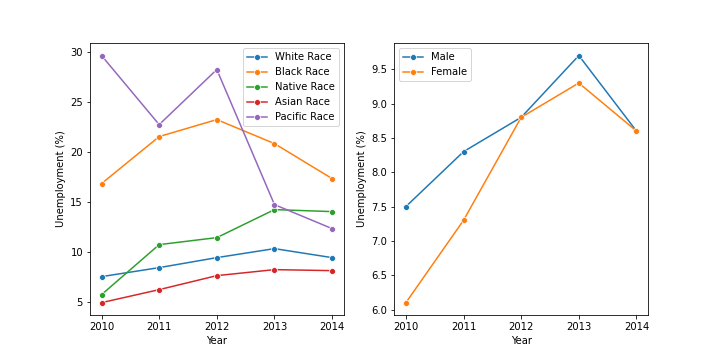 30
25
20
15
10
5
Unemployment (%)
2010 2011 2012 2013 2014
Year
White Race
Black Race
Native Race
Asian Race
Pacific Race
9.5
9.0
8.5
8.0
7.5
7.0
6.5
6.0
Unemployment (%)
2010 2011 2012 2013 2014
Year
Male
Female